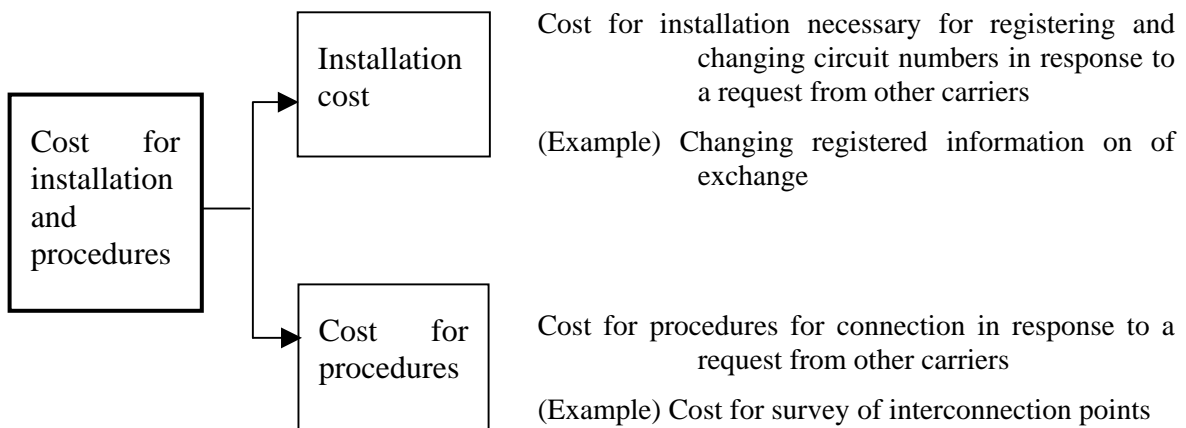 Cost for
installation
and
procedures
Installation
cost
Cost for installation necessary for registering and
changing circuit numbers in response to
a request from other carriers
(Example) Changing registered information on of
exchange
Cost for
procedures
Cost for procedures for connection in response to a
request from other carriers
(Example) Cost for survey of interconnection points